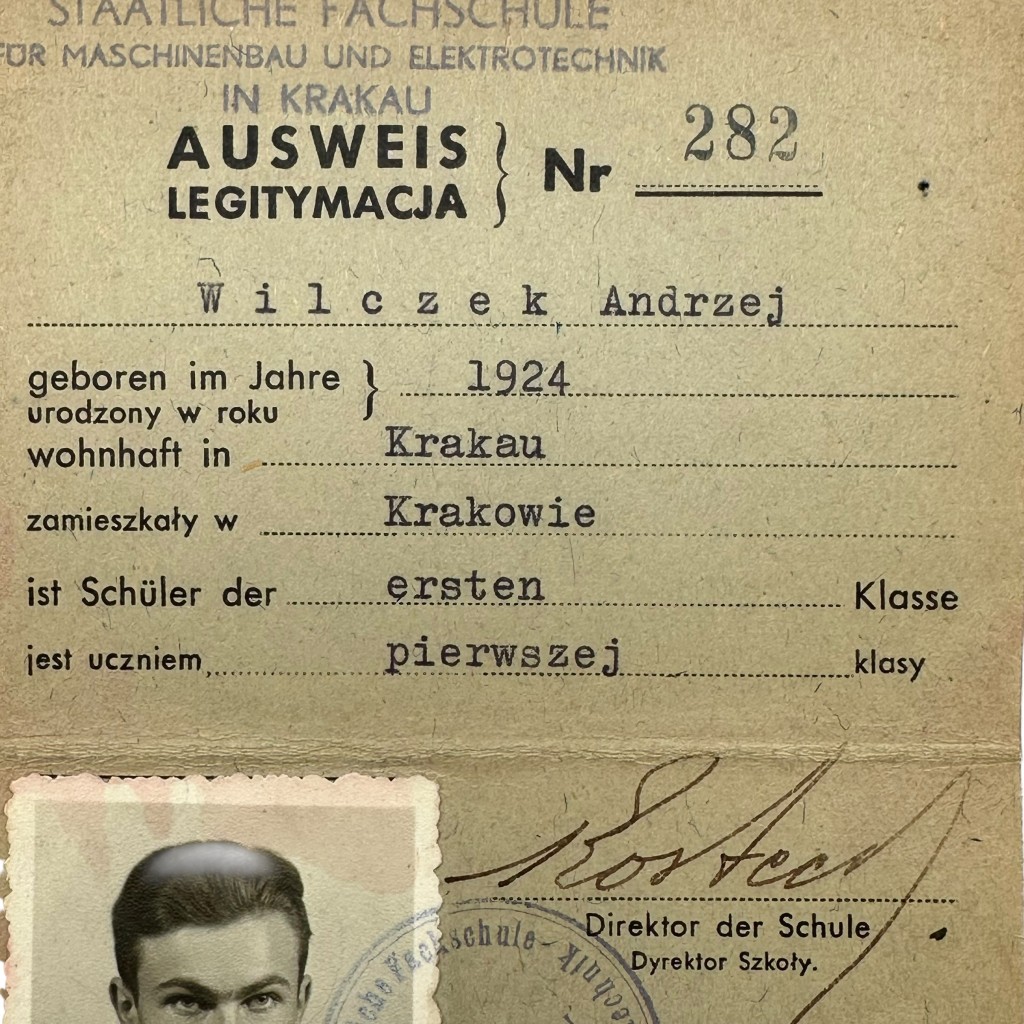 STAATLICHE FACHSCHULE
FÜR MASCHINENBAU UND ELEKTROTECHNIK
IN KRAKAU
AUSWEIS
LEGITYMACJA } Nr 282
Wilczek Andrzej
geboren im Jahre } 1924
urodzony w roku
wohnhaft in Krakau
zamieszkały w Krakowie
ist Schüler der ersten Klasse
jest uczniem pierwszej klasy
Direktor der Schule
Dyrektor Szkoły.